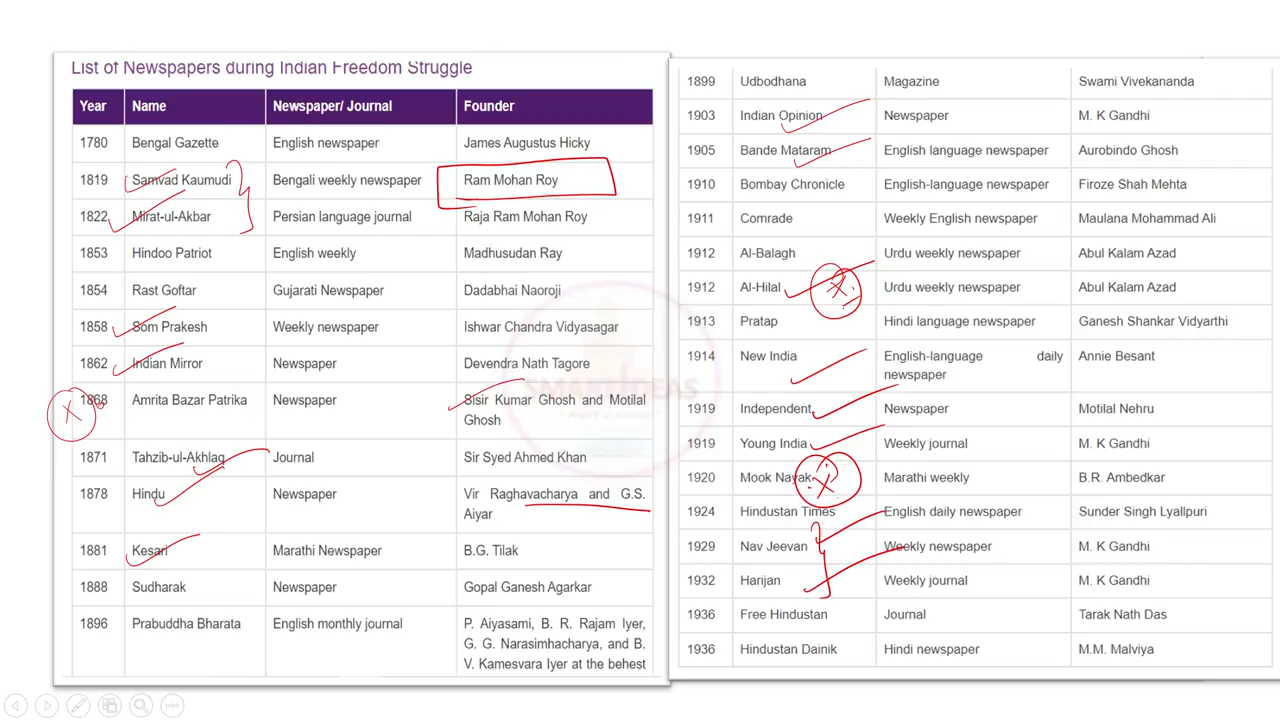 List of Newspapers during Indian Freedom Struggle
Year Name Newspaper/ Journal Founder
1780 Bengal Gazette English newspaper James Augustus Hicky
1819 Samvad Kaumudi Bengali weekly newspaper Ram Mohan Roy
1822 Mirat-ul-Akbar Persian language journal Raja Ram Mohan Roy
1853 Hindoo Patriot English weekly Madhusudan Ray
1854 Rast Goftar Gujarati Newspaper Dadabhai Naoroji
1858 Som Prakesh Weekly newspaper Ishwar Chandra Vidyasagar
1862 Indian Mirror Newspaper Devendra Nath Tagore
1868 Amrita Bazar Patrika Newspaper Sisir Kumar Ghosh and Motilal
Ghosh
1871 Tahzib-ul-Akhlaq Journal Sir Syed Ahmed Khan
1878 Hindu Newspaper Vir Raghavacharya and G.S.
Aiyar
1881 Kesari Marathi Newspaper B.G. Tilak
1888 Sudharak Newspaper Gopal Ganesh Agarkar
1896 Prabuddha Bharata English monthly journal P. Aiyasami, B. R. Rajam Iyer,
G. G. Narasimhacharya, and B.
V. Kamesvara Iyer at the behest
1899 Udbodhana Magazine Swami Vivekananda
1903 Indian Opinion Newspaper M. K Gandhi
1905 Bande Mataram English language newspaper Aurobindo Ghosh
1910 Bombay Chronicle English-language newspaper Firoze Shah Mehta
1911 Comrade Weekly English newspaper Maulana Mohammad Ali
1912 Al-Balagh Urdu weekly newspaper Abul Kalam Azad
1912 Al-Hilal Urdu weekly newspaper Abul Kalam Azad
1913 Pratap Hindi language newspaper Ganesh Shankar Vidyarthi
1914 New India English-language daily Annie Besant
newspaper
1919 Independent Newspaper Motilal Nehru
1919 Young India Weekly journal M. K Gandhi
1920 Mook Nayak Marathi weekly B.R. Ambedkar
1924 Hindustan Times English daily newspaper Sunder Singh Lyallpuri
1929 Nav Jeevan Weekly newspaper M. K Gandhi
1932 Harijan Weekly journal M. K Gandhi
1936 Free Hindustan Journal Tarak Nath Das
1936 Hindustan Dainik Hindi newspaper M.M. Malviya
SMART IDEAS